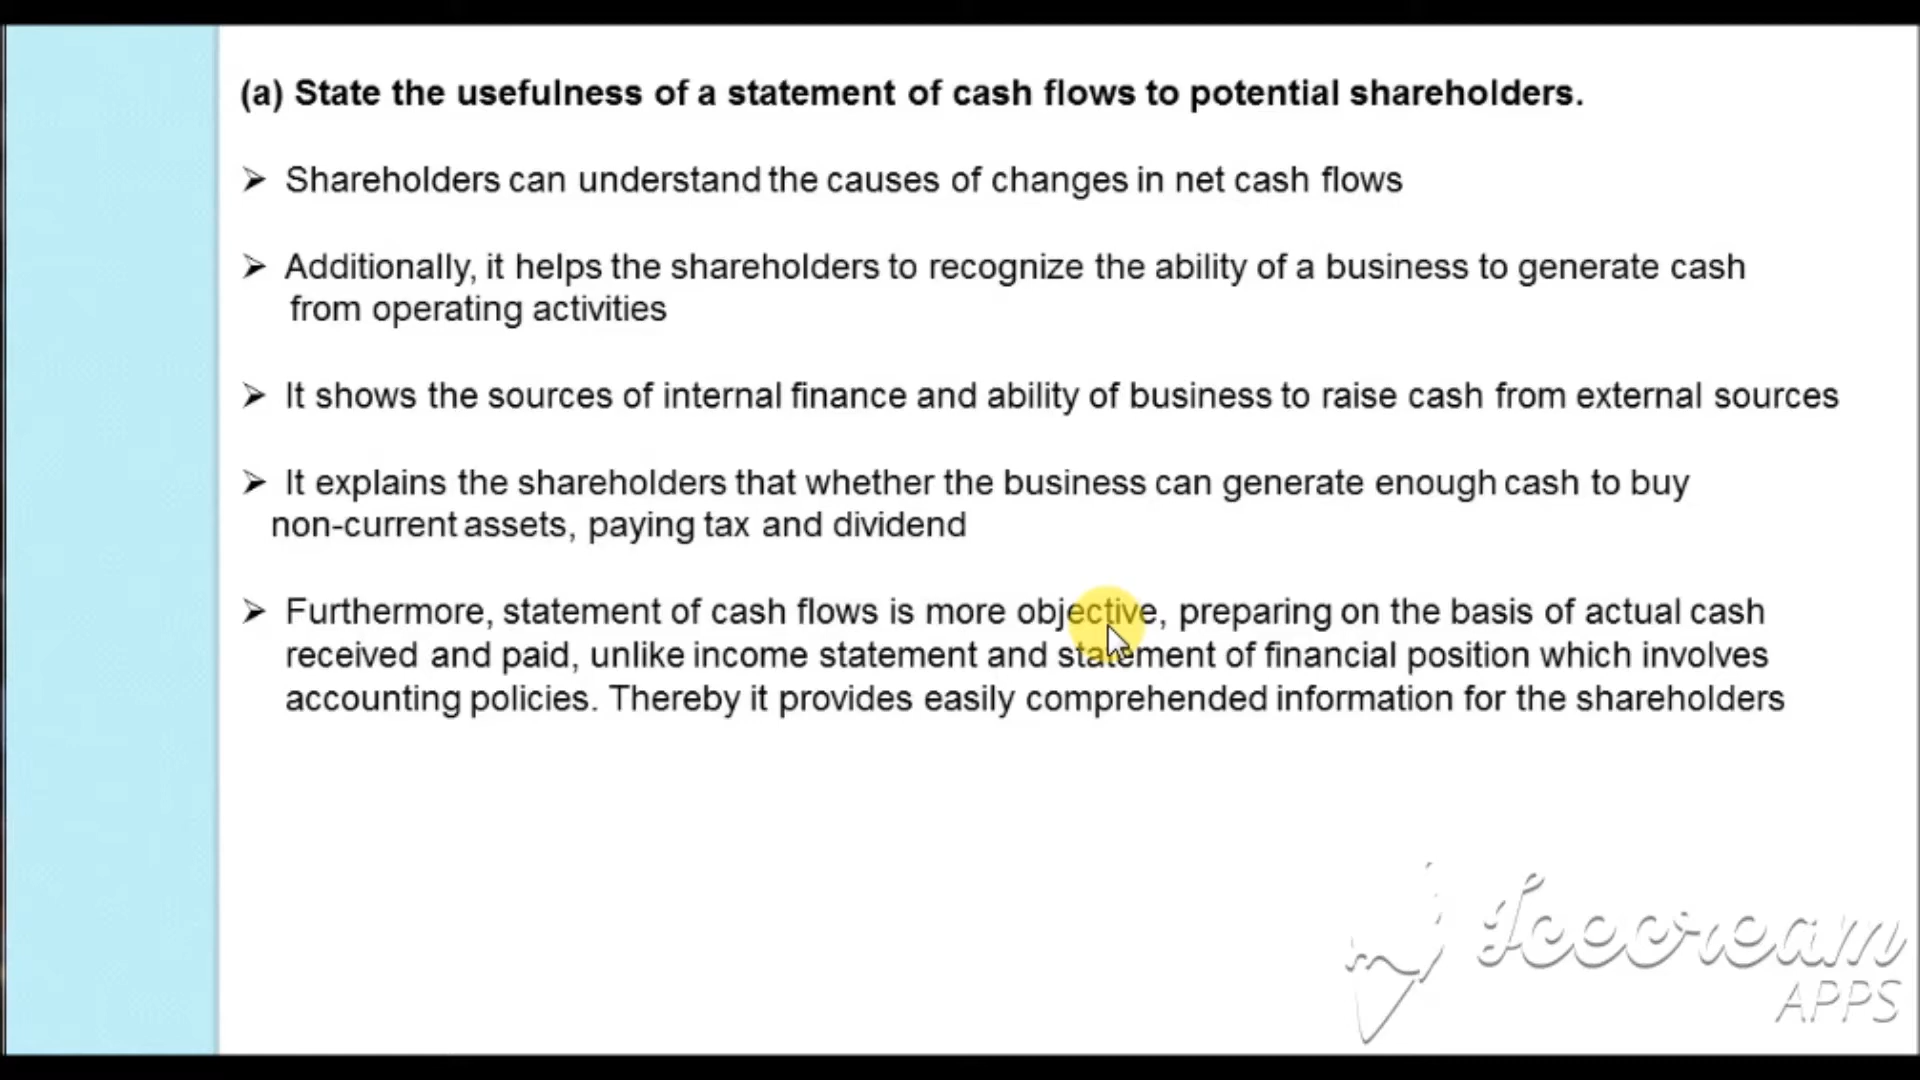 (a) State the usefulness of a statement of cash flows to potential shareholders.
➢ Shareholders can understand the causes of changes in net cash flows
➢ Additionally, it helps the shareholders to recognize the ability of a business to generate cash
from operating activities
➢ It shows the sources of internal finance and ability of business to raise cash from external sources
➢ It explains the shareholders that whether the business can generate enough cash to buy
non-current assets, paying tax and dividend
➢ Furthermore, statement of cash flows is more objective, preparing on the basis of actual cash
received and paid, unlike income statement and statement of financial position which involves
accounting policies. Thereby it provides easily comprehended information for the shareholders
Icecream
APPS